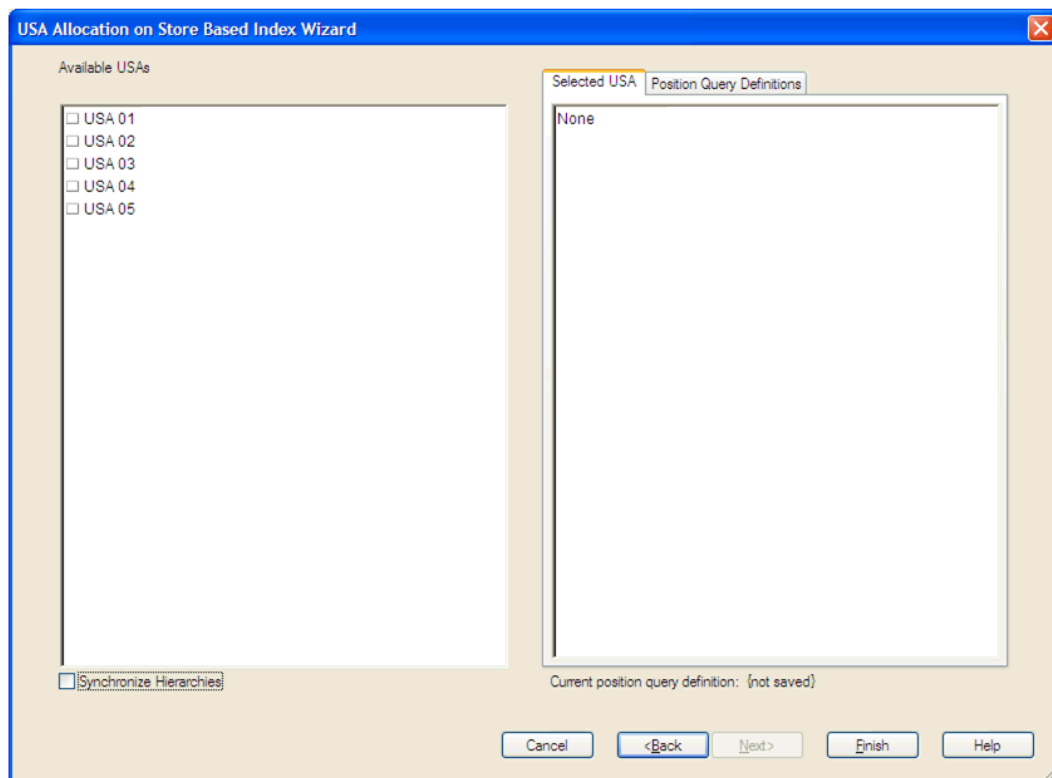 USA Allocation on Store Based Index Wizard
Available USAs
USA 01
USA 02
USA 03
USA 04
USA 05
Synchronize Hierarchies
Selected USA
Position Query Definitions
None
Current position query definition: {not saved}
Cancel
<Back
Next>
Finish
Help